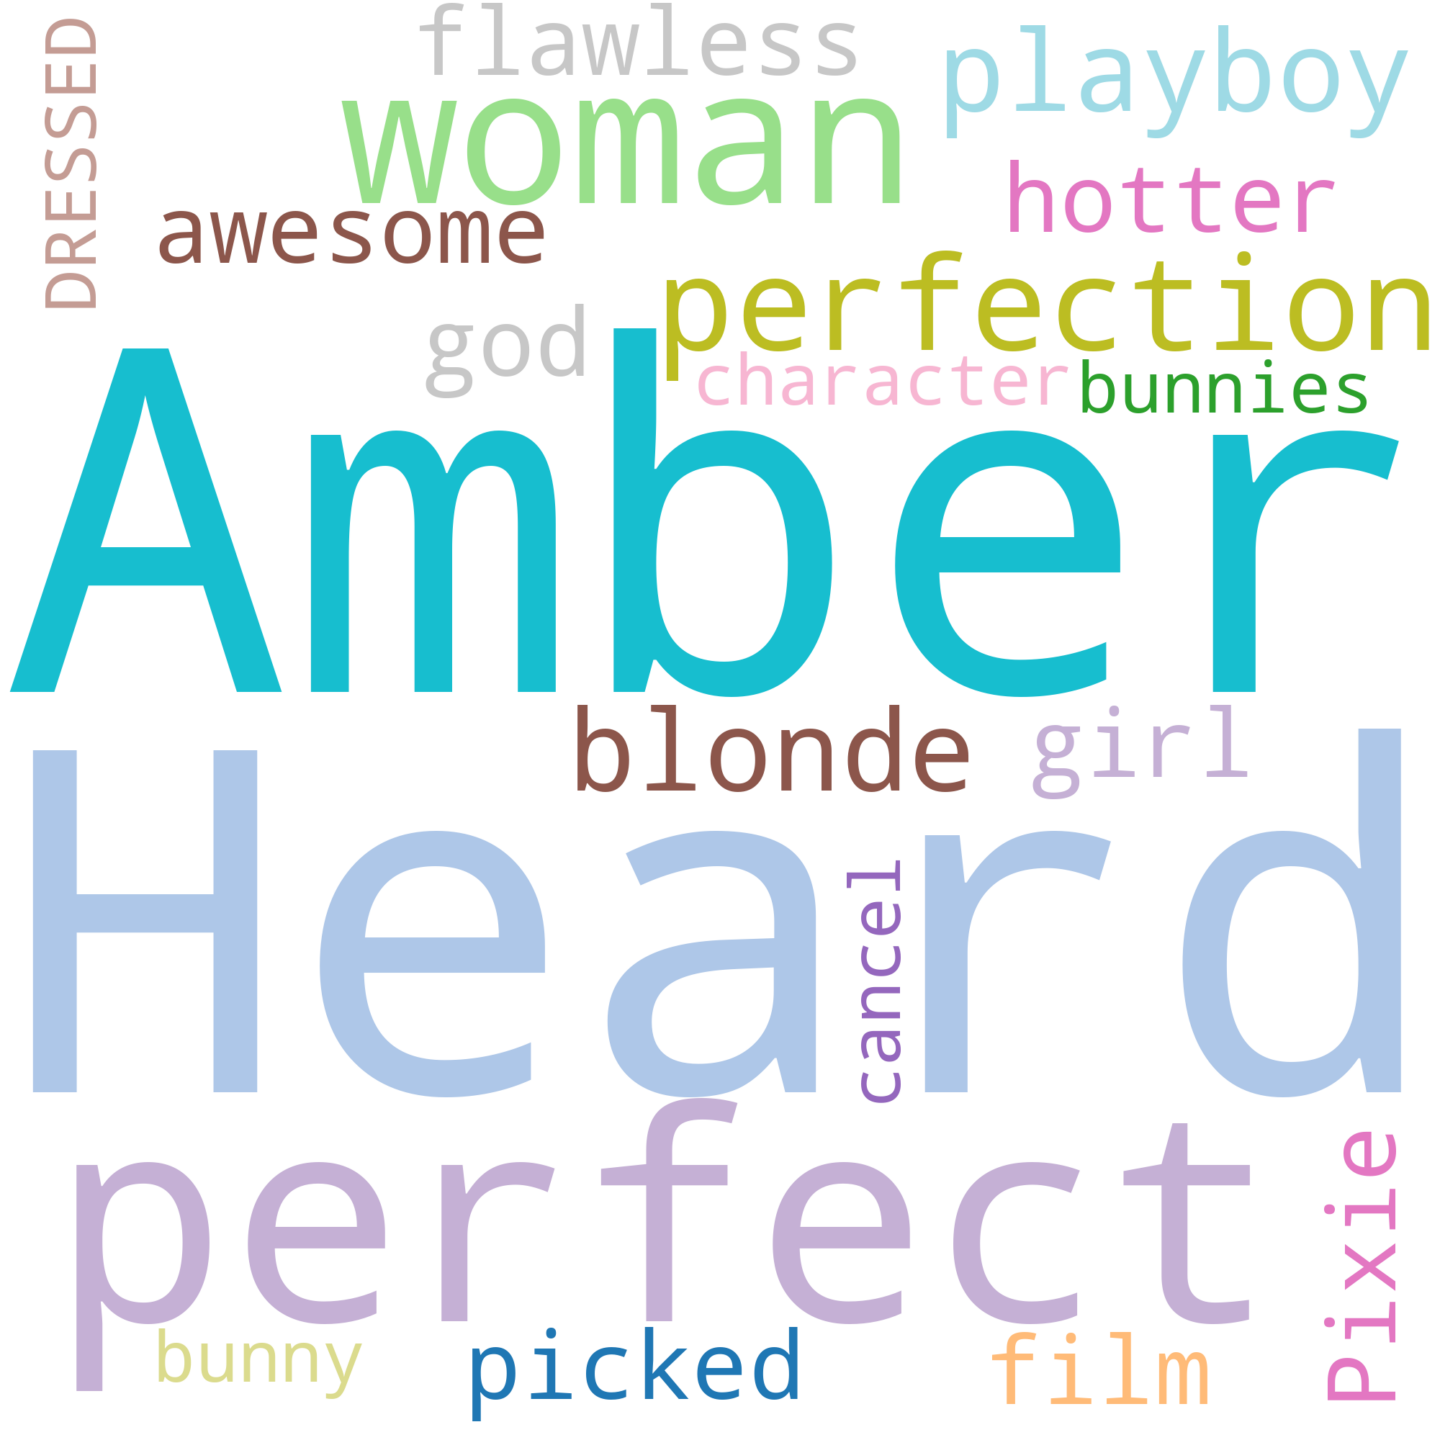 flawless
playboy
DRESSED
woman
hotter
awesome
perfection
god
character
bunnies
Amber
blonde
girl
Heard
cancel
perfect
Pixie
bunny
picked
film